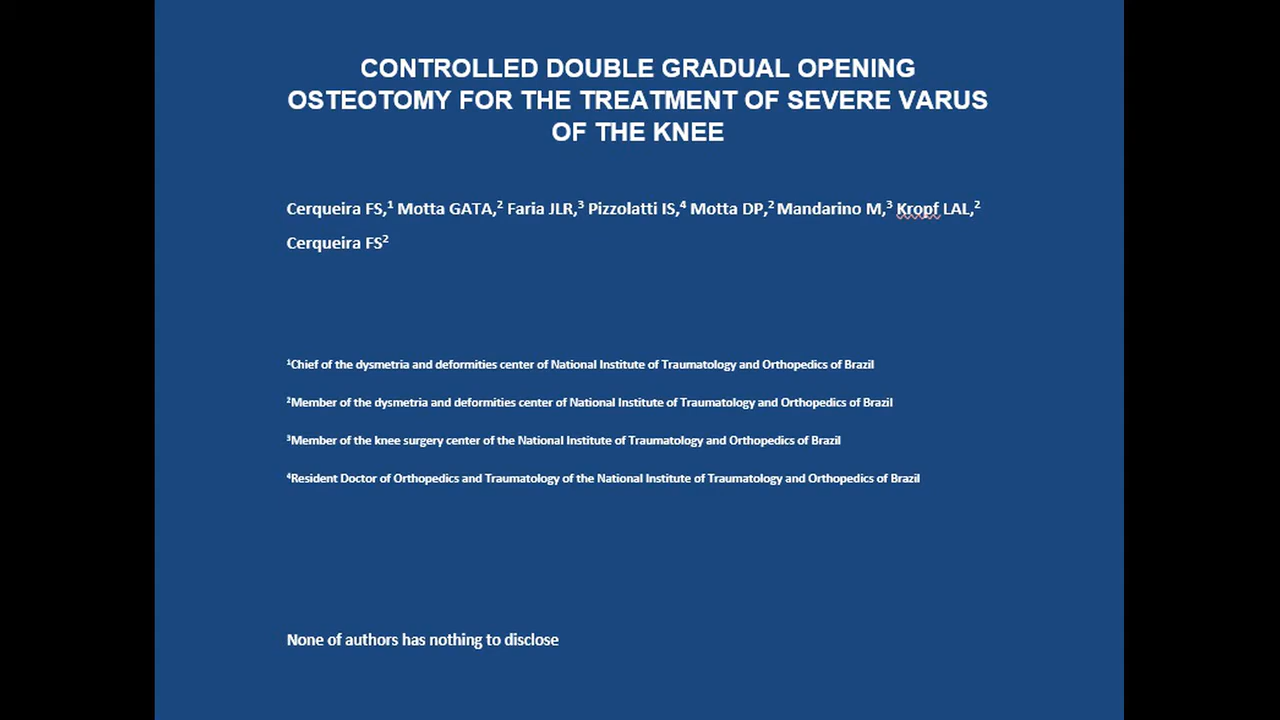 CONTROLLED DOUBLE GRADUAL OPENING
OSTEOTOMY FOR THE TREATMENT OF SEVERE VARUS
OF THE KNEE
Cerqueira FS,¹ Motta GATA,² Faria JLR,³ Pizzolatti IS,⁴ Motta DP,² Mandarino M,³ Kropf LAL,²
Cerqueira FS²
¹Chief of the dysmetria and deformities center of National Institute of Traumatology and Orthopedics of Brazil
²Member of the dysmetria and deformities center of National Institute of Traumatology and Orthopedics of Brazil
³Member of the knee surgery center of the National Institute of Traumatology and Orthopedics of Brazil
⁴Resident Doctor of Orthopedics and Traumatology of the National Institute of Traumatology and Orthopedics of Brazil
None of authors has nothing to disclose